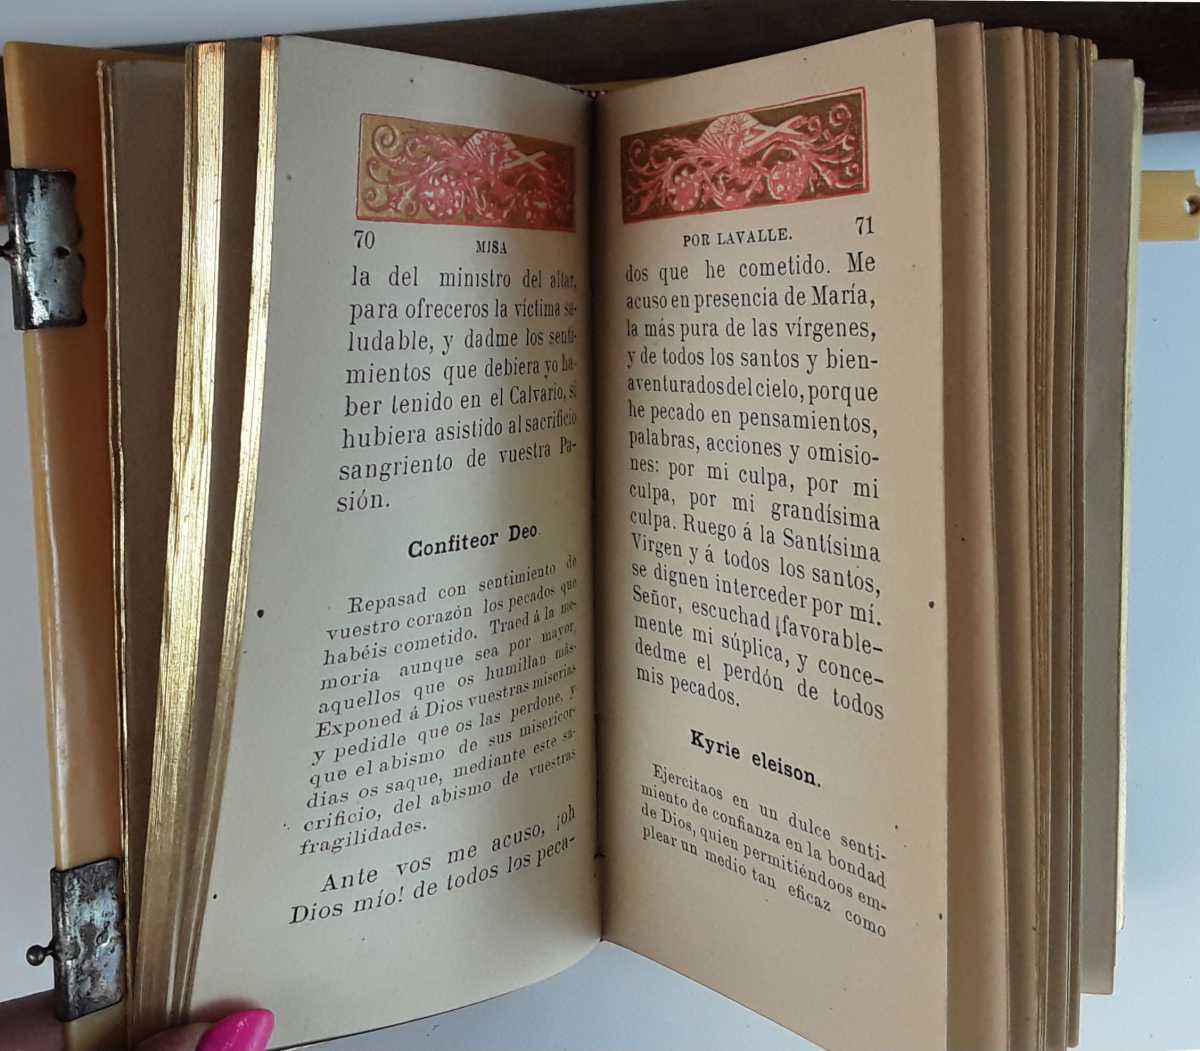 70
MISA
la del ministro del altar,
para ofreceros la víctima sa-
ludable, y dadme los senti-
mientos que debiera yo ha-
ber tenido en el Calvario, si
hubiera asistido al sacrificio
sangriento de vuestra Pa-
sión.
Confiteor Deo.
Repasad con sentimiento de
vuestro corazón los pecados que
habéis cometido. Traed á la me-
moria aunque sea por mayor,
aquellos que os humillan más.
Exponed á Dios vuestras miserias
y pedidle que os las perdone, y
que el abismo de sus misericor-
dias os saque, mediante este sa-
crificio, del abismo de vuestras
fragilidades.
Ante vos me acuso, ¡oh
Dios mío! de todos los peca-
POR LAVALLE.
71
dos que he cometido. Me
acuso en presencia de María,
la más pura de las vírgenes,
y de todos los santos y bien-
aventurados del cielo, porque
he pecado en pensamientos,
palabras, acciones y omisio-
nes: por mi culpa, por mi
culpa, por mi grandísima
culpa. Ruego á la Santísima
Virgen y á todos los santos,
se dignen interceder por mí.
Señor, escuchad favorable-
mente mi súplica, y conce-
dedme el perdón de todos
mis pecados.
Kyrie eleison.
Ejercitaos en un dulce senti-
miento de confianza en la bondad
de Dios, quien permitiéndoos em-
plear un medio tan eficaz como